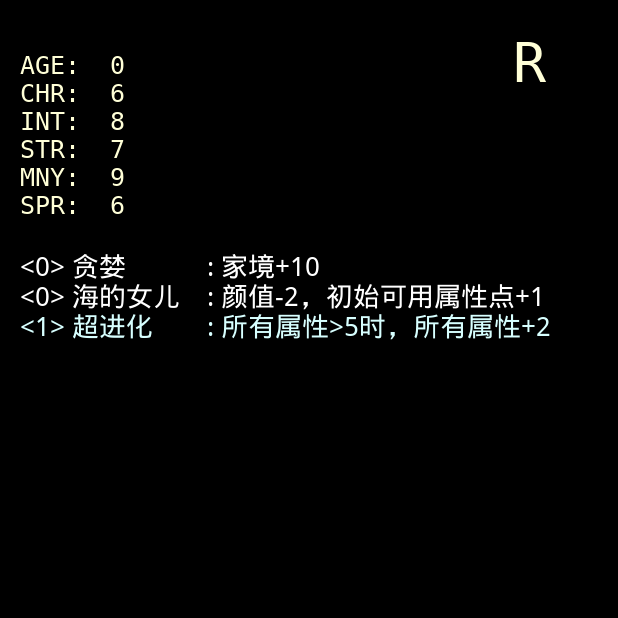 R
AGE: 0
CHR: 6
INT: 8
STR: 7
MNY: 9
SPR: 6
<0> 贪婪 : 家境+10
<0> 海的女儿 : 颜值-2，初始可用属性点+1
<1> 超进化 : 所有属性>5时，所有属性+2